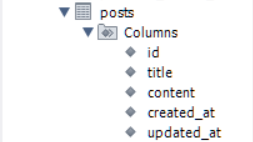 posts
Columns
id
title
content
created_at
updated_at